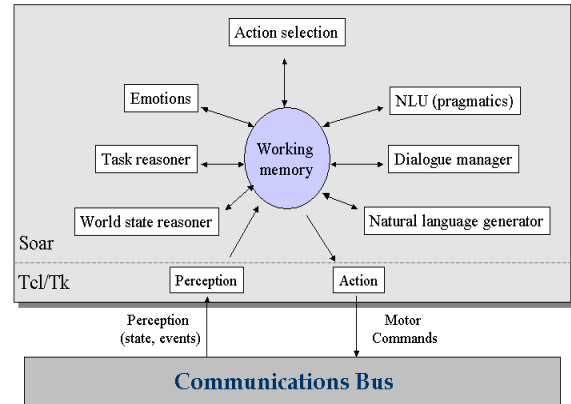 Action selection
Emotions
NLU (pragmatics)
Working
memory
Task reasoner
Dialogue manager
World state reasoner
Natural language generator
Soar
Tcl/Tk
Perception
Action
Perception
(state, events)
Motor
Commands
Communications Bus